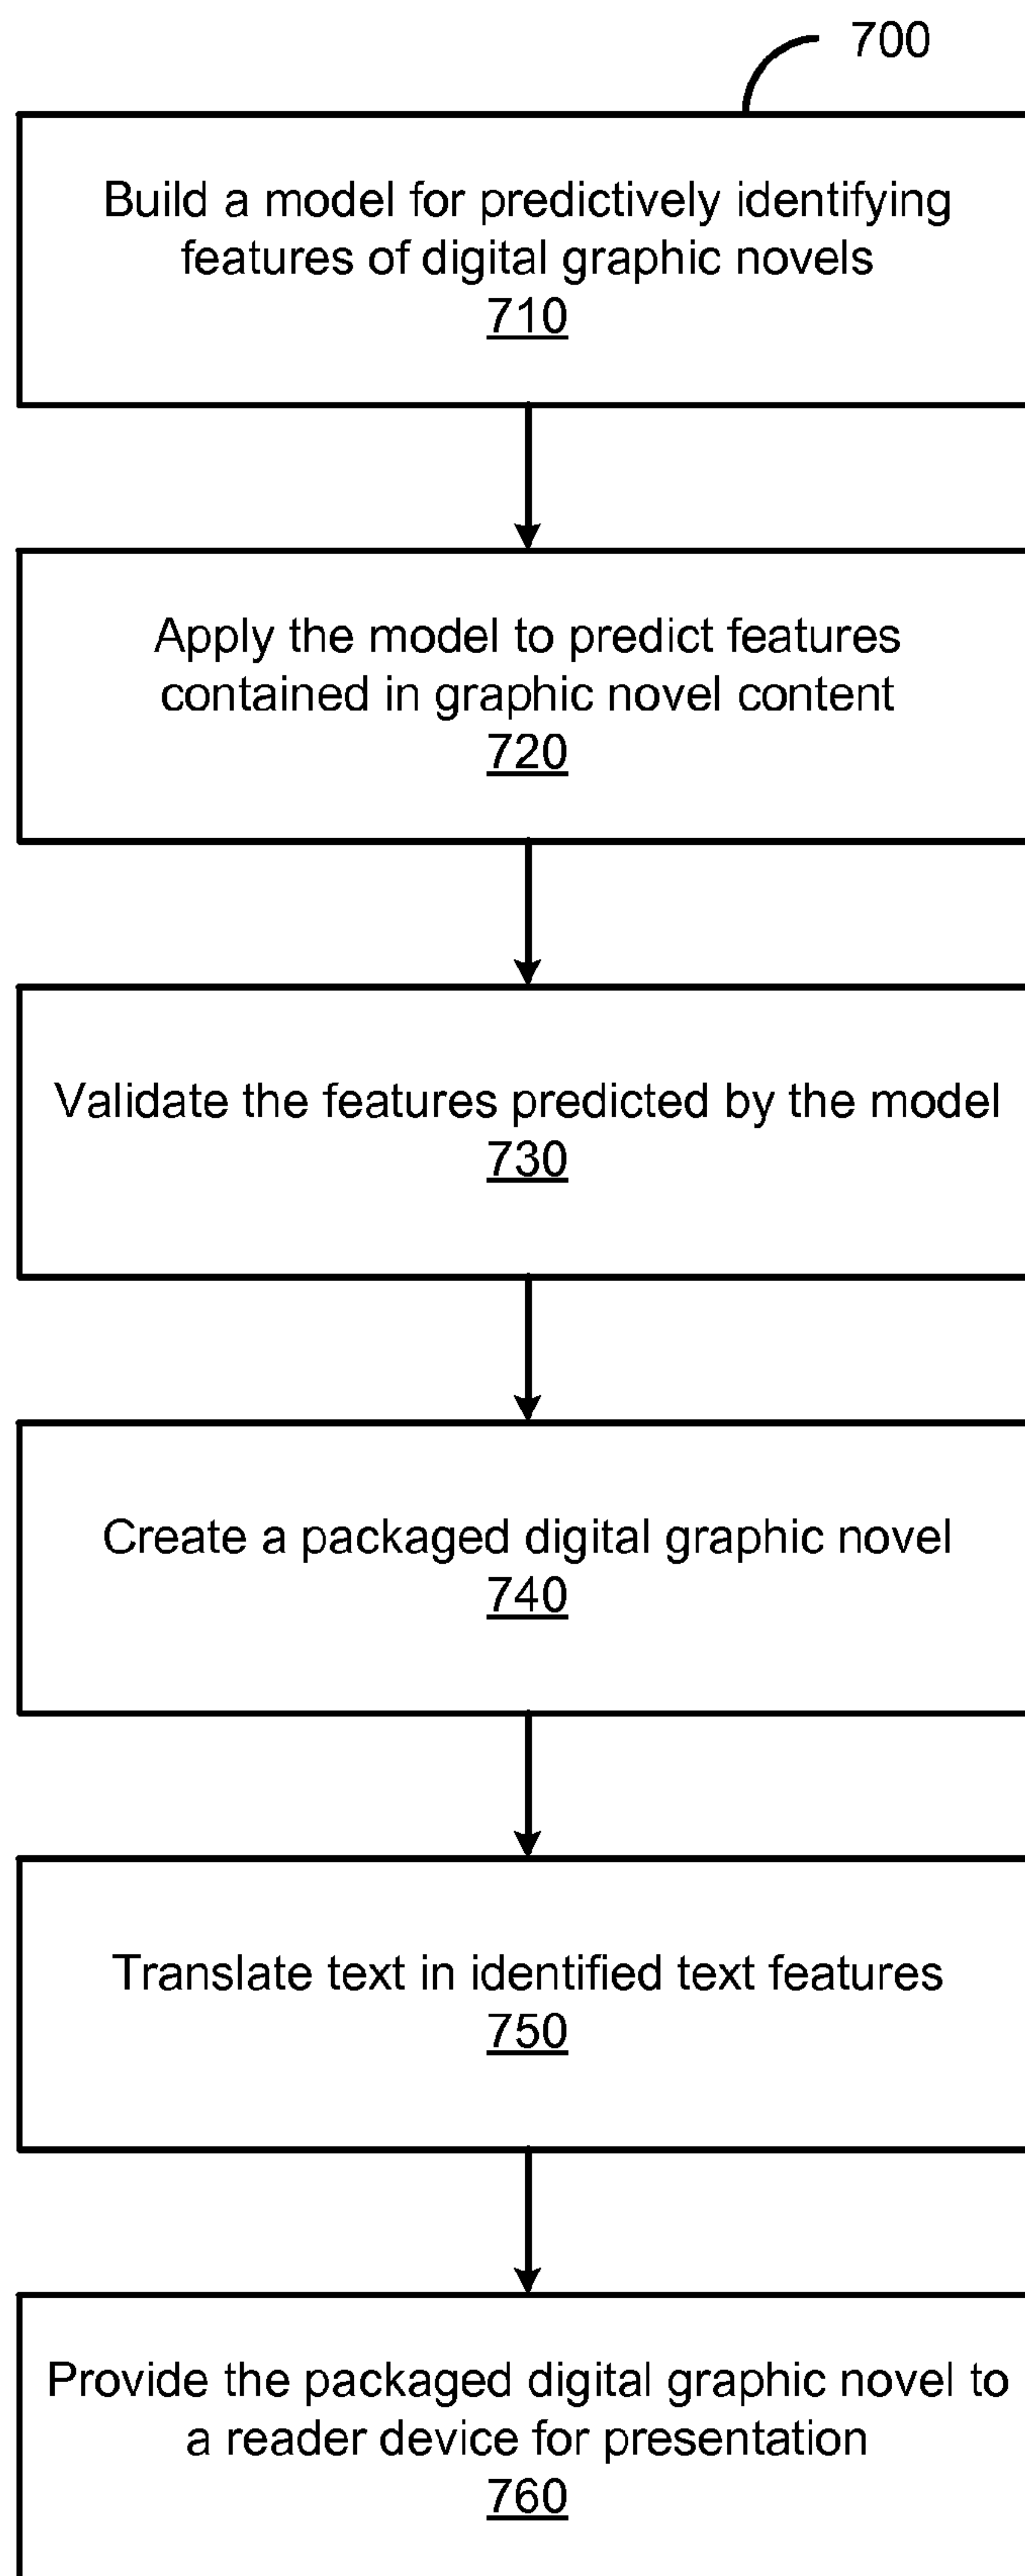 700
Build a model for predictively identifying
features of digital graphic novels
710
Apply the model to predict features
contained in graphic novel content
720
Validate the features predicted by the model
730
Create a packaged digital graphic novel
740
Translate text in identified text features
750
Provide the packaged digital graphic novel to
a reader device for presentation
760